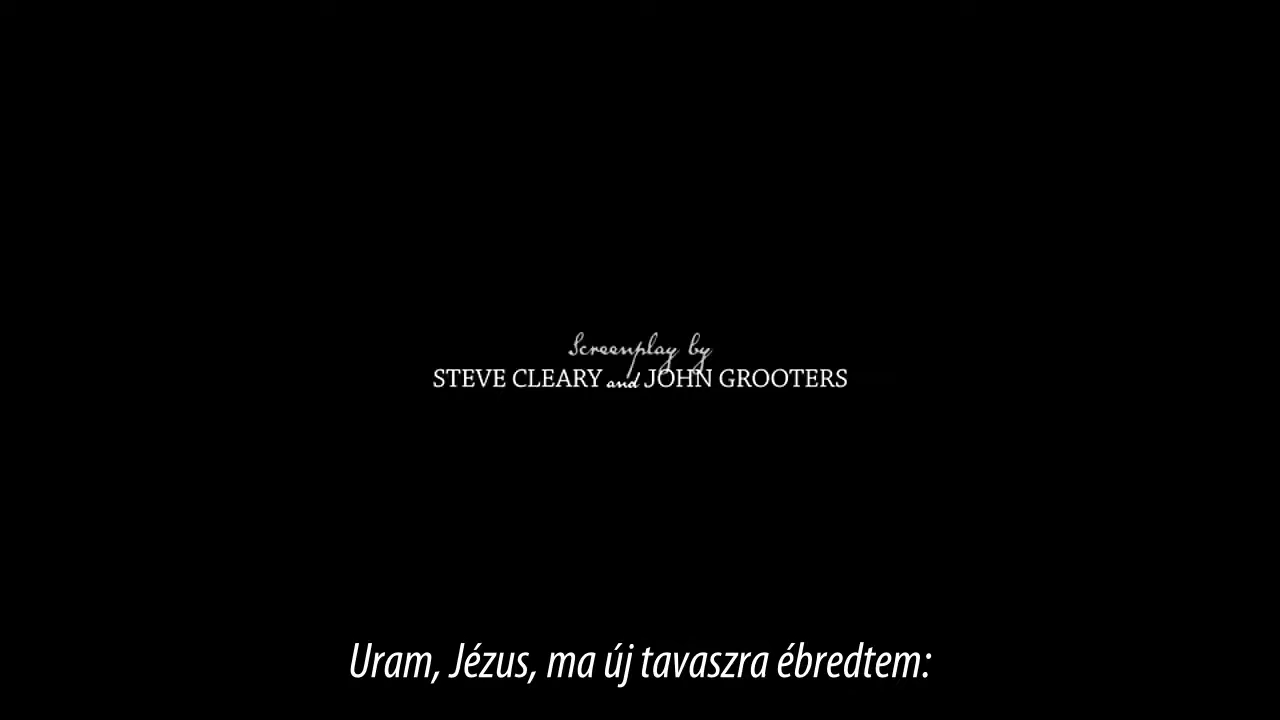 Screenplay by
STEVE CLEARY and JOHN GROOTERS
Uram, Jézus, ma új tavaszra ébredtem: